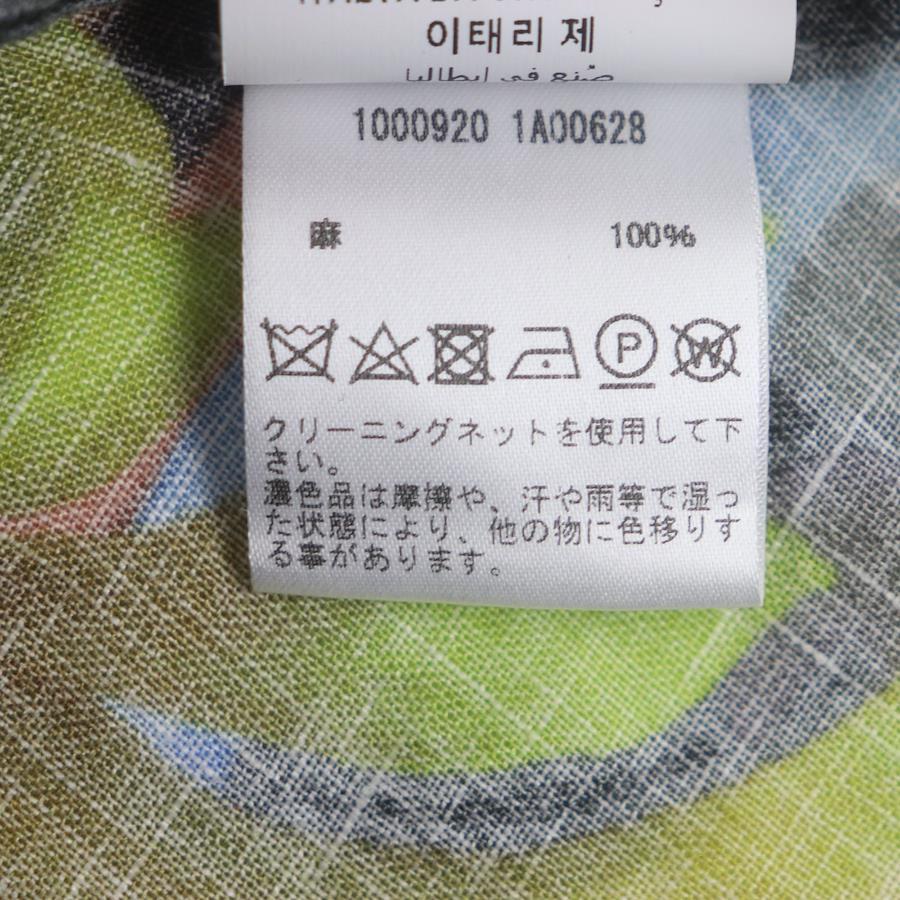 이태리 제
صنع في إيطاليا
1000920 1A00628
麻 100%
P
W
クリーニングネットを使用して下
さい。
濃色品は摩擦や、汗や雨等で湿っ
た状態により、他の物に色移りす
る事があります。